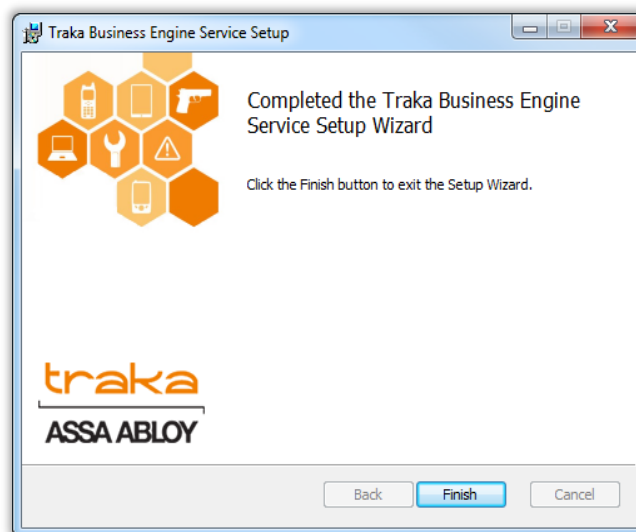 Traka Business Engine Service Setup
Completed the Traka Business Engine
Service Setup Wizard
Click the Finish button to exit the Setup Wizard.
traka
ASSA ABLOY
Back Finish Cancel